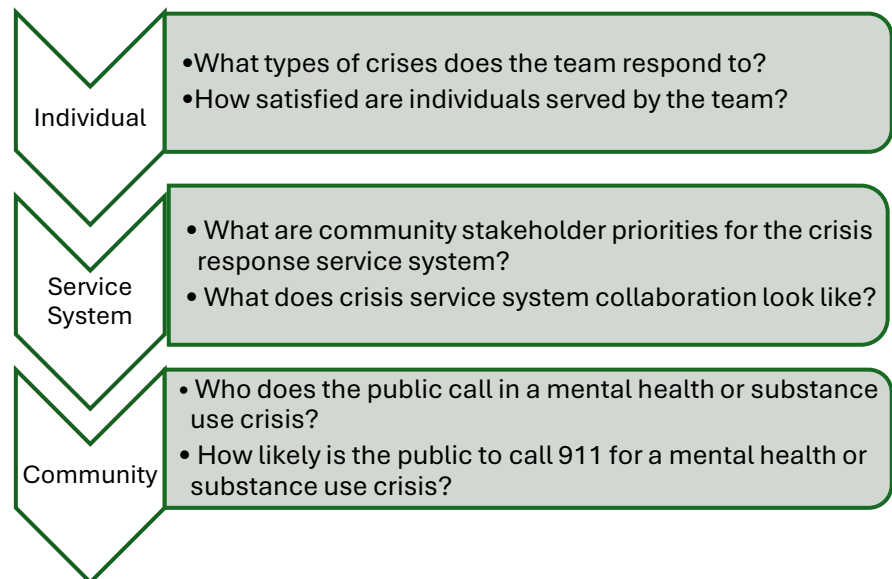 Individual
•What types of crises does the team respond to?
•How satisfied are individuals served by the team?
Service
System
• What are community stakeholder priorities for the crisis
response service system?
• What does crisis service system collaboration look like?
Community
• Who does the public call in a mental health or substance
use crisis?
• How likely is the public to call 911 for a mental health or
substance use crisis?